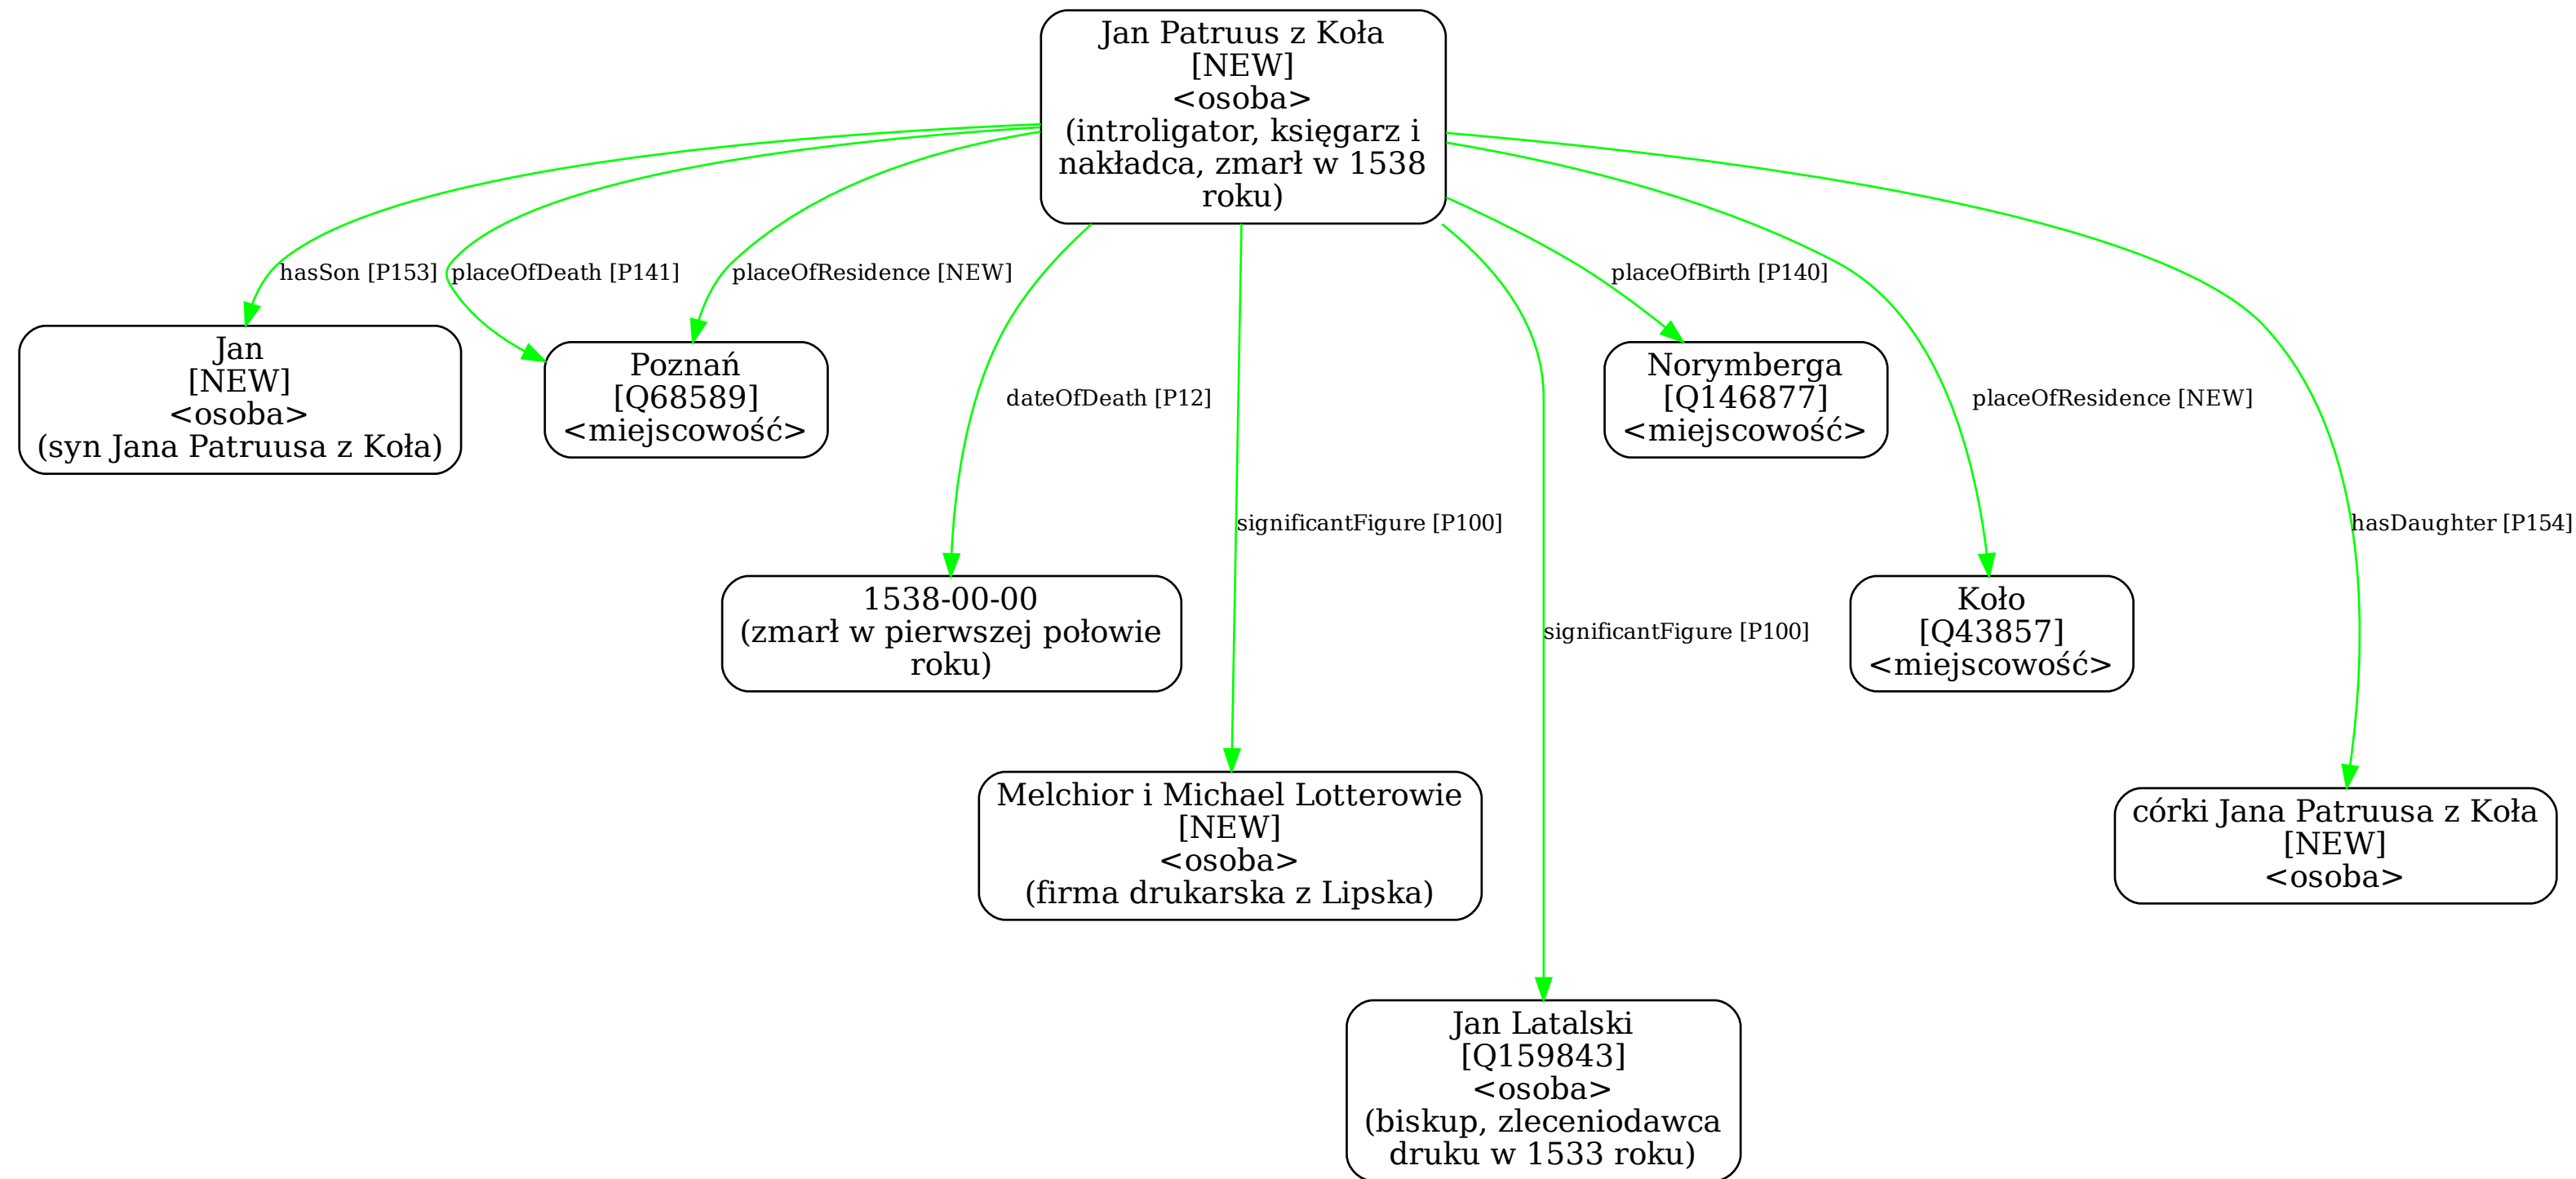 Jan Patruus z Koła
[NEW]
<osoba>
(introligator, księgarz i
nakładca, zmarł w 1538
roku)
hasSon [P153]
placeOfDeath [P141]
placeOfResidence [NEW]
placeOfBirth [P140]
Jan
[NEW]
<osoba>
(syn Jana Patruusa z Koła)
Poznań
[Q68589]
<miejscowość>
dateOfDeath [P12]
Norymberga
[Q146877]
<miejscowość>
placeOfResidence [NEW]
significantFigure [P100]
hasDaughter [P154]
1538-00-00
(zmarł w pierwszej połowie
roku)
significantFigure [P100]
Koło
[Q43857]
<miejscowość>
Melchior i Michael Lotterowie
[NEW]
<osoba>
(firma drukarska z Lipska)
córki Jana Patruusa z Koła
[NEW]
<osoba>
Jan Latalski
[Q159843]
<osoba>
(biskup, zleceniodawca
druku w 1533 roku)